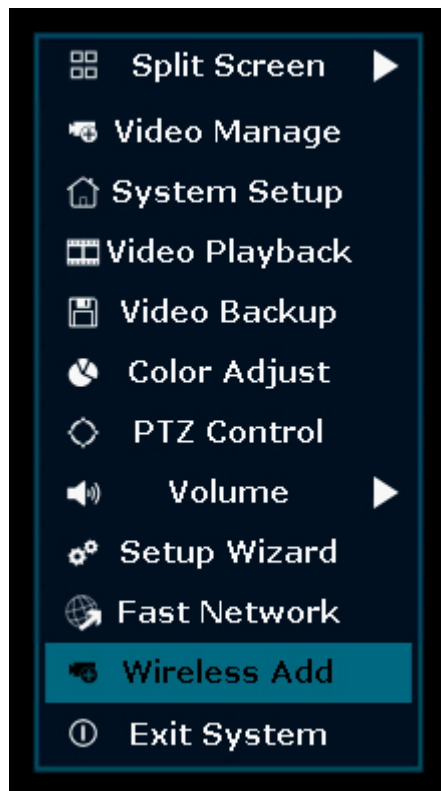 Split Screen
Video Manage
System Setup
Video Playback
Video Backup
Color Adjust
PTZ Control
Volume
Setup Wizard
Fast Network
Wireless Add
Exit System